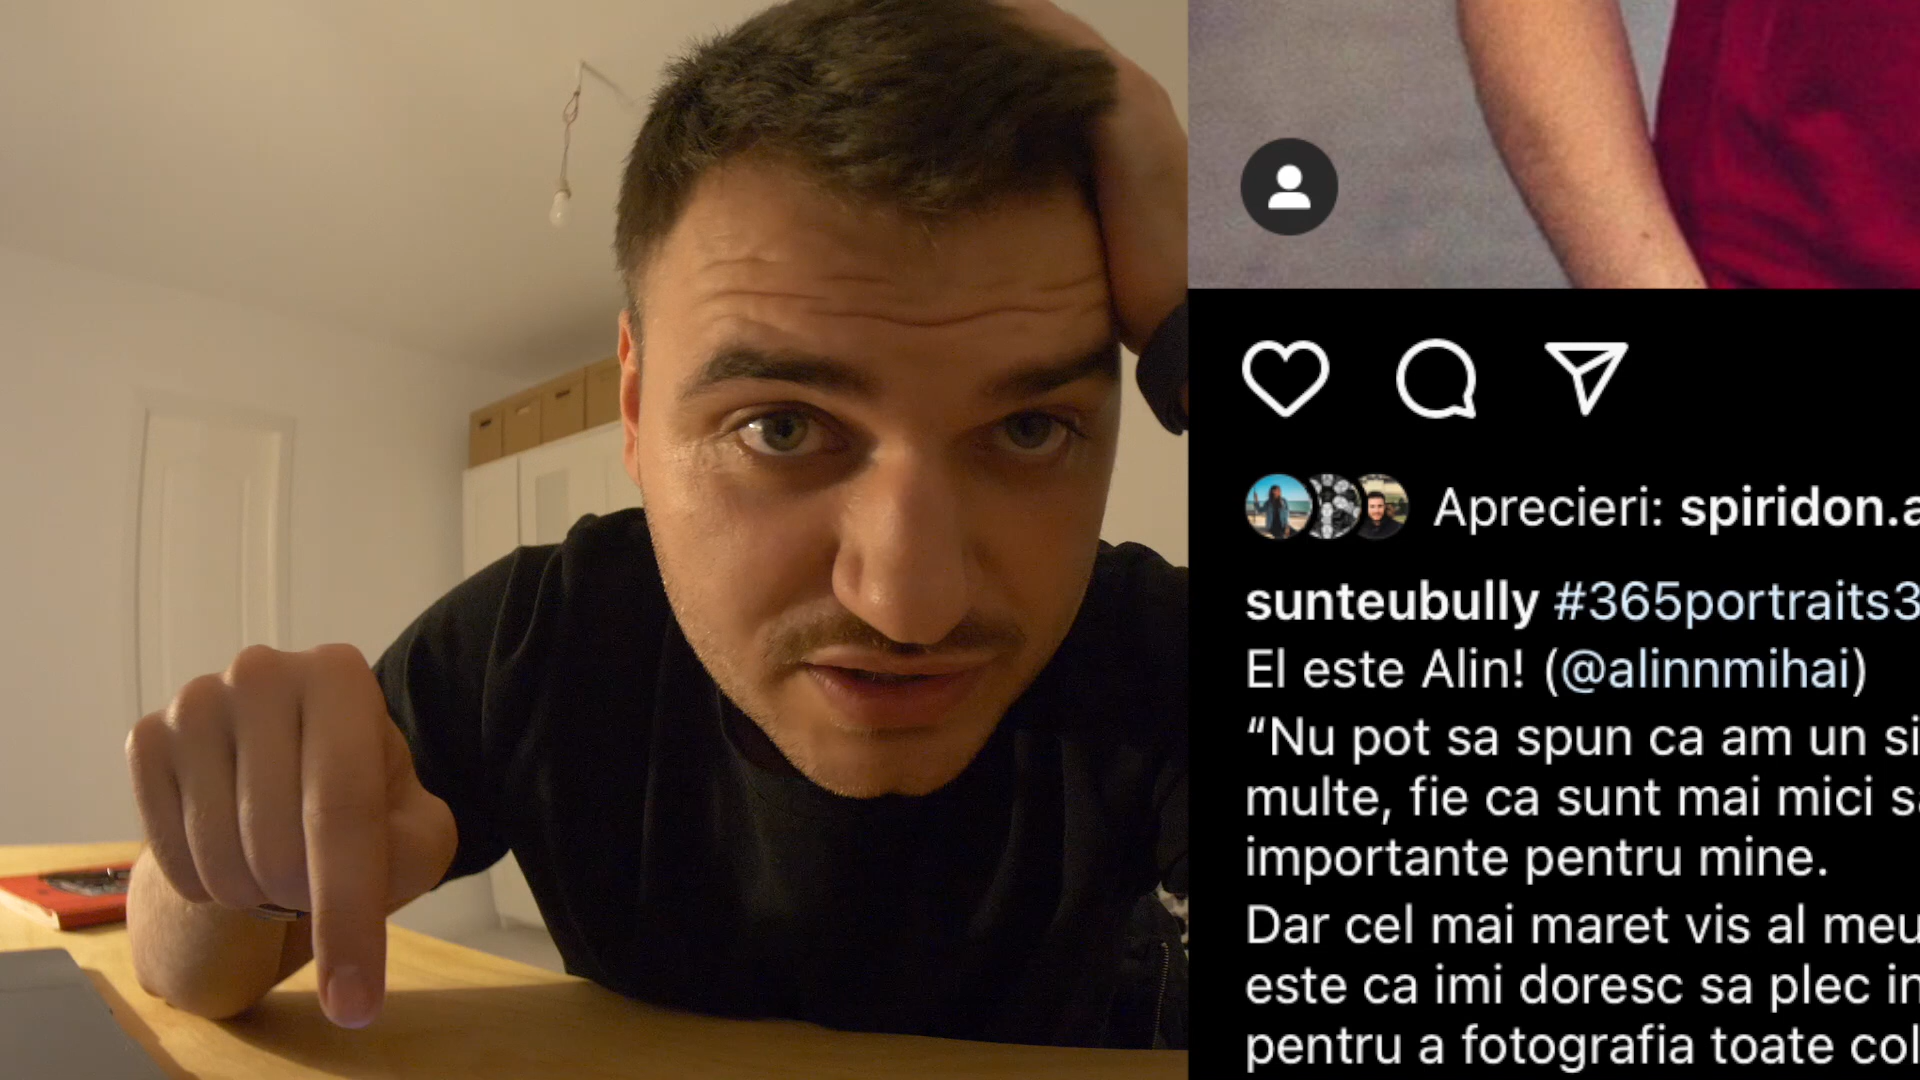 Aprecieri: spiridon.a
sunteubully #365portraits3
El este Alin! (@alinnmihai)
“Nu pot sa spun ca am un si
multe, fie ca sunt mai mici sa
importante pentru mine.
Dar cel mai maret vis al meu
este ca imi doresc sa plec in
pentru a fotografia toate col